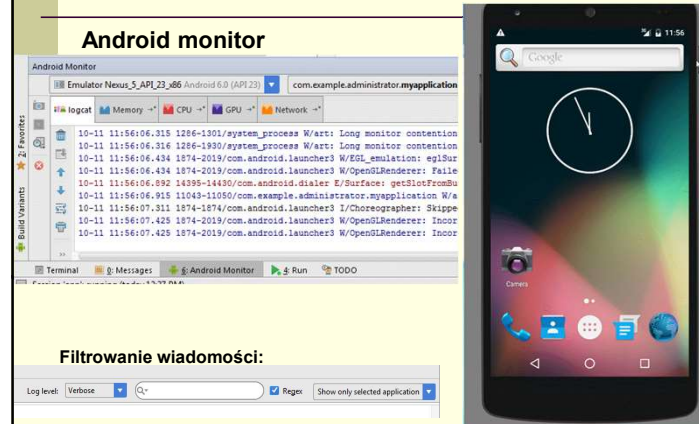 Android monitor
Android Monitor
Emulator Nexus_5_API_23_x86 Android 6.0 (API 23)
com.example.administrator.myapplication
logcat Memory CPU GPU Network
10-11 11:56:06.315 1286-1301/system_process W/art: Long monitor contention
10-11 11:56:06.316 1286-1930/system_process W/art: Long monitor contention
10-11 11:56:06.434 1874-2019/com.android.launcher3 W/EGL_emulation: eglSur
10-11 11:56:06.434 1874-2019/com.android.launcher3 W/OpenGLRenderer: Faile
10-11 11:56:06.892 14395-14430/com.android.dialer E/Surface: getSlotFromBu
10-11 11:56:06.915 11043-11050/com.example.administrator.myapplication W/a
10-11 11:56:07.311 1874-1874/com.android.launcher3 I/Choreographer: Skippe
10-11 11:56:07.425 1874-2019/com.android.launcher3 W/OpenGLRenderer: Incor
10-11 11:56:07.425 1874-2019/com.android.launcher3 W/OpenGLRenderer: Incor
2: Favorites
Build Variants
Terminal 0: Messages 6: Android Monitor 4: Run TODO
Filtrowanie wiadomości:
Log level: Verbose Regex Show only selected application
11:56
Google
Camera